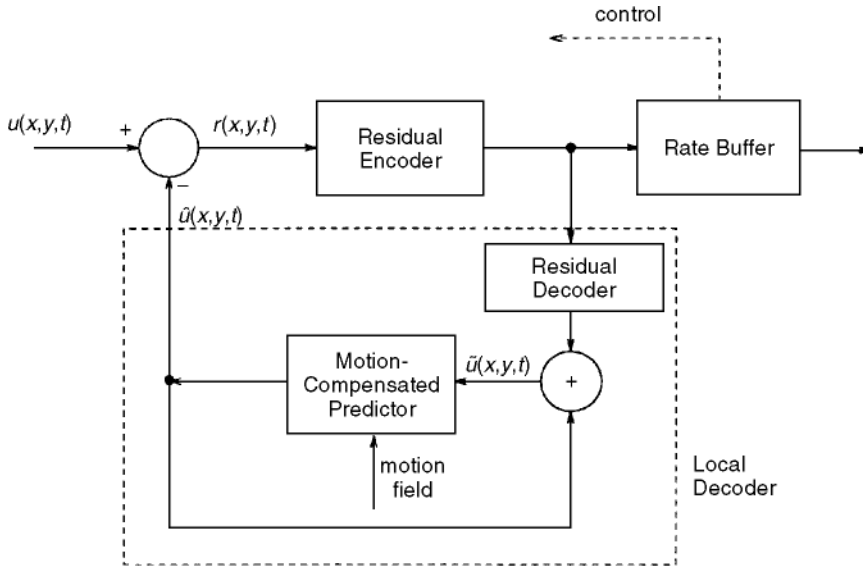 control
u(x,y,t)
+
r(x,y,t)
Residual
Encoder
Rate Buffer
−
û(x,y,t)
Residual
Decoder
Motion-
Compensated
Predictor
ũ(x,y,t)
+
motion
field
Local
Decoder